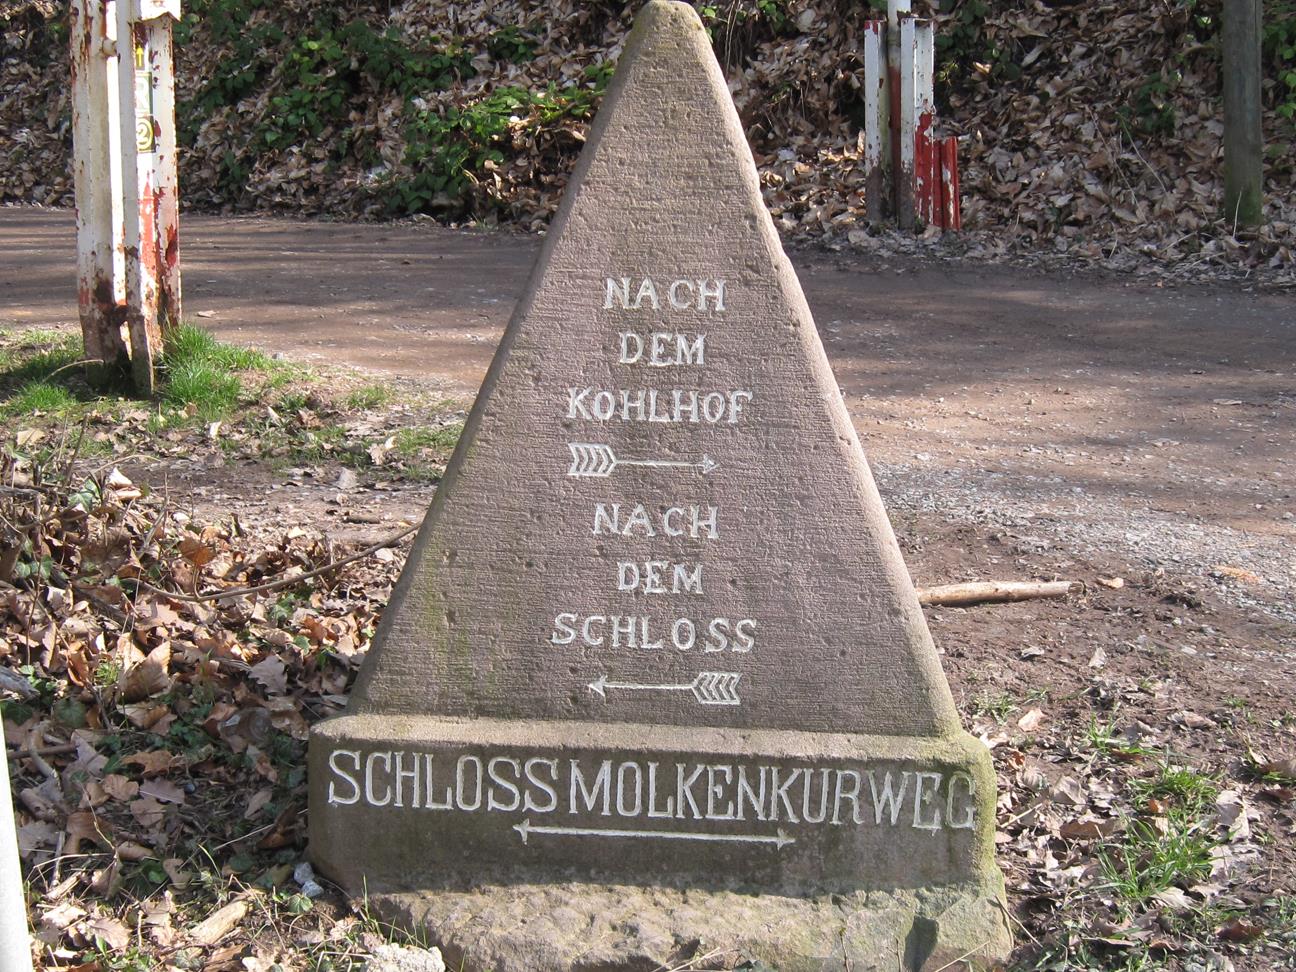 NACH
DEM
KOHLHOF
NACH
DEM
SCHLOSS
SCHLOSS MOLKENKURWEG